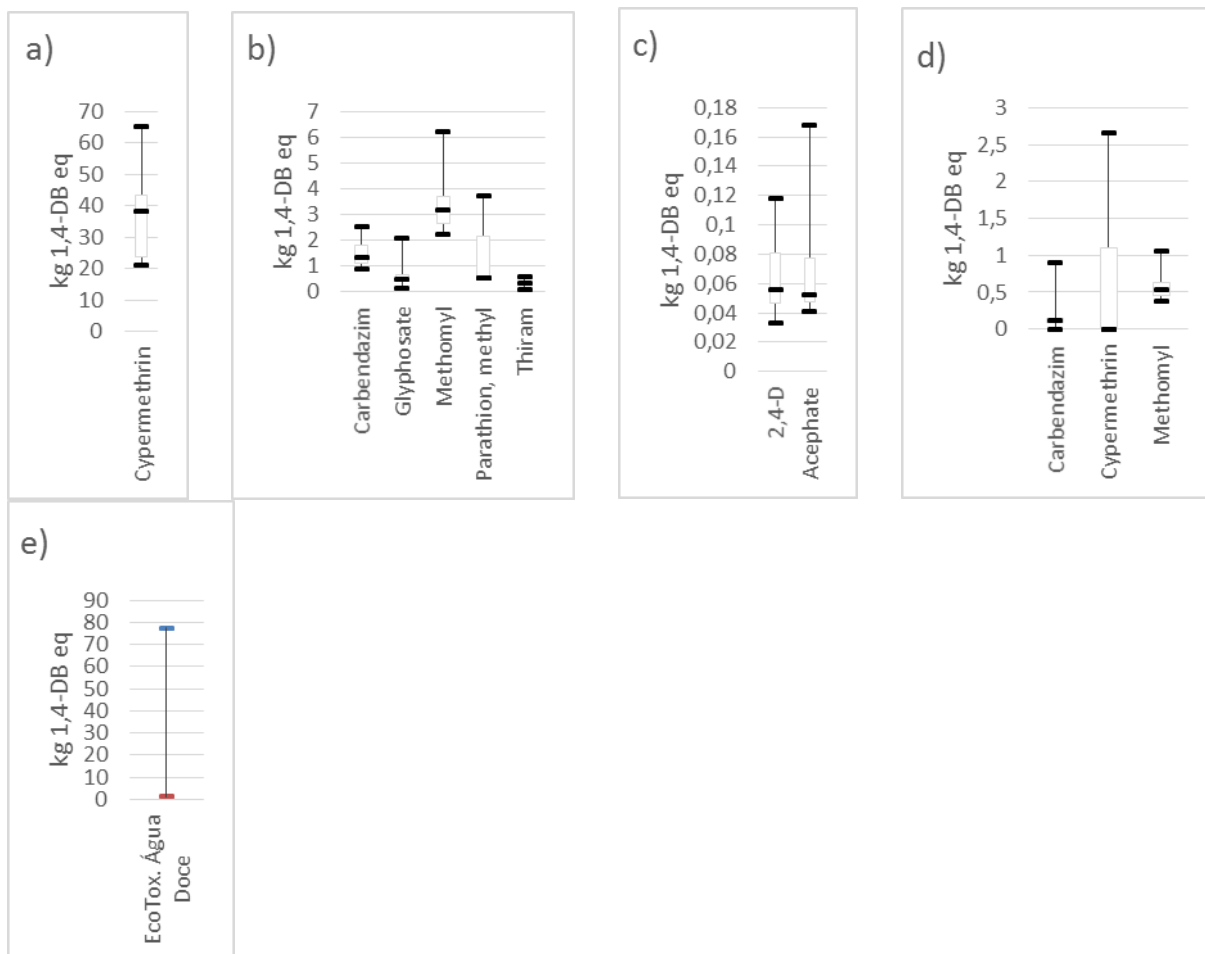 a)
kg 1,4-DB eq
70
60
50
40
30
20
10
0
Cypermethrin
b)
kg 1,4-DB eq
7
6
5
4
3
2
1
0
Carbendazim
Glyphosate
Methomyl
Parathion, methyl
Thiram
c)
kg 1,4-DB eq
0,18
0,16
0,14
0,12
0,1
0,08
0,06
0,04
0,02
0
2,4-D
Acephate
d)
kg 1,4-DB eq
3
2,5
2
1,5
1
0,5
0
Carbendazim
Cypermethrin
Methomyl
e)
kg 1,4-DB eq
90
80
70
60
50
40
30
20
10
0
EcoTox. Água
Doce